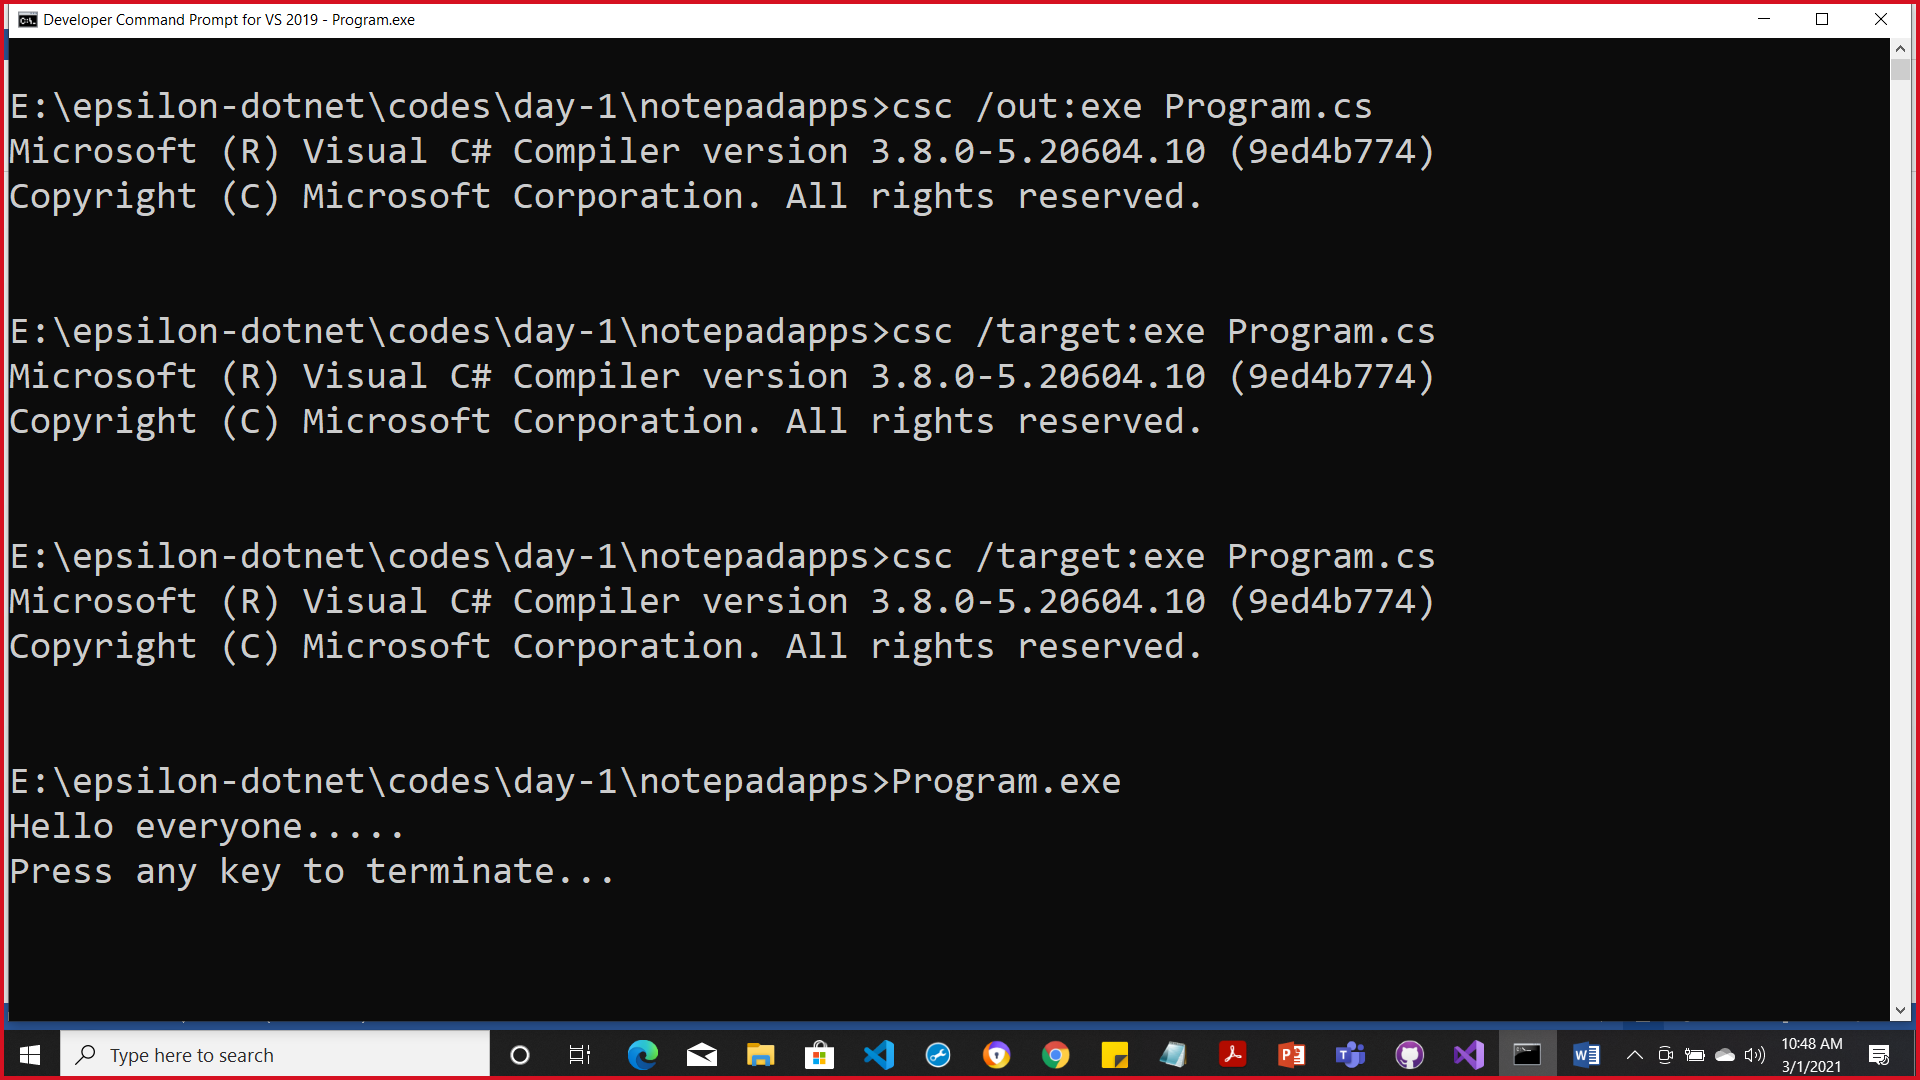 Developer Command Prompt for VS 2019 - Program.exe
E:\epsilon-dotnet\codes\day-1\notepadapps>csc /out:exe Program.cs
Microsoft (R) Visual C# Compiler version 3.8.0-5.20604.10 (9ed4b774)
Copyright (C) Microsoft Corporation. All rights reserved.
E:\epsilon-dotnet\codes\day-1\notepadapps>csc /target:exe Program.cs
Microsoft (R) Visual C# Compiler version 3.8.0-5.20604.10 (9ed4b774)
Copyright (C) Microsoft Corporation. All rights reserved.
E:\epsilon-dotnet\codes\day-1\notepadapps>csc /target:exe Program.cs
Microsoft (R) Visual C# Compiler version 3.8.0-5.20604.10 (9ed4b774)
Copyright (C) Microsoft Corporation. All rights reserved.
E:\epsilon-dotnet\codes\day-1\notepadapps>Program.exe
Hello everyone.....
Press any key to terminate...
Type here to search
10:48 AM
3/1/2021